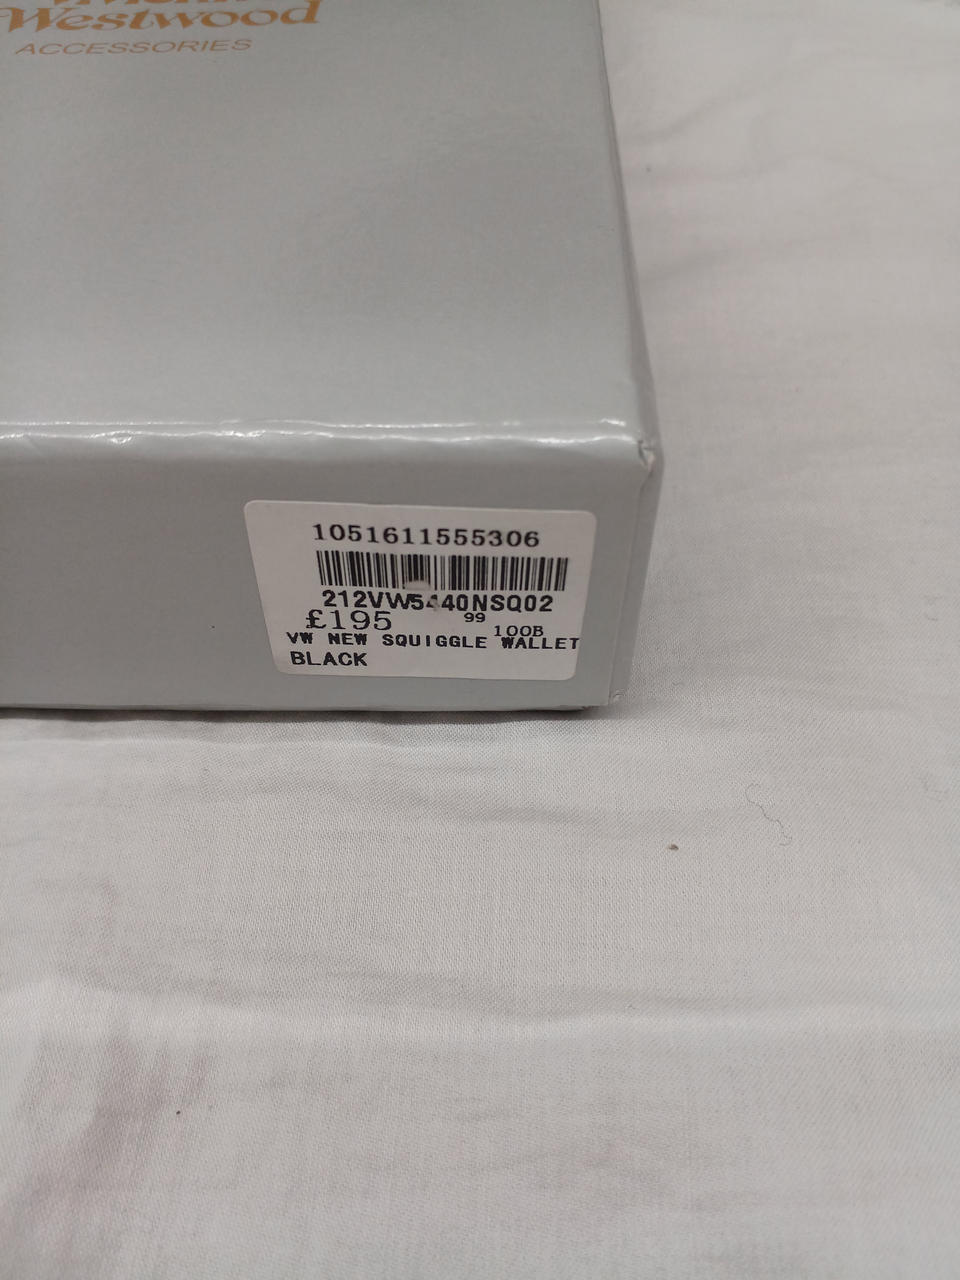 Westwood
ACCESSORIES
1051611555306
212VW5440NSQ02
£195 99 100B
VW NEW SQUIGGLE WALLET
BLACK